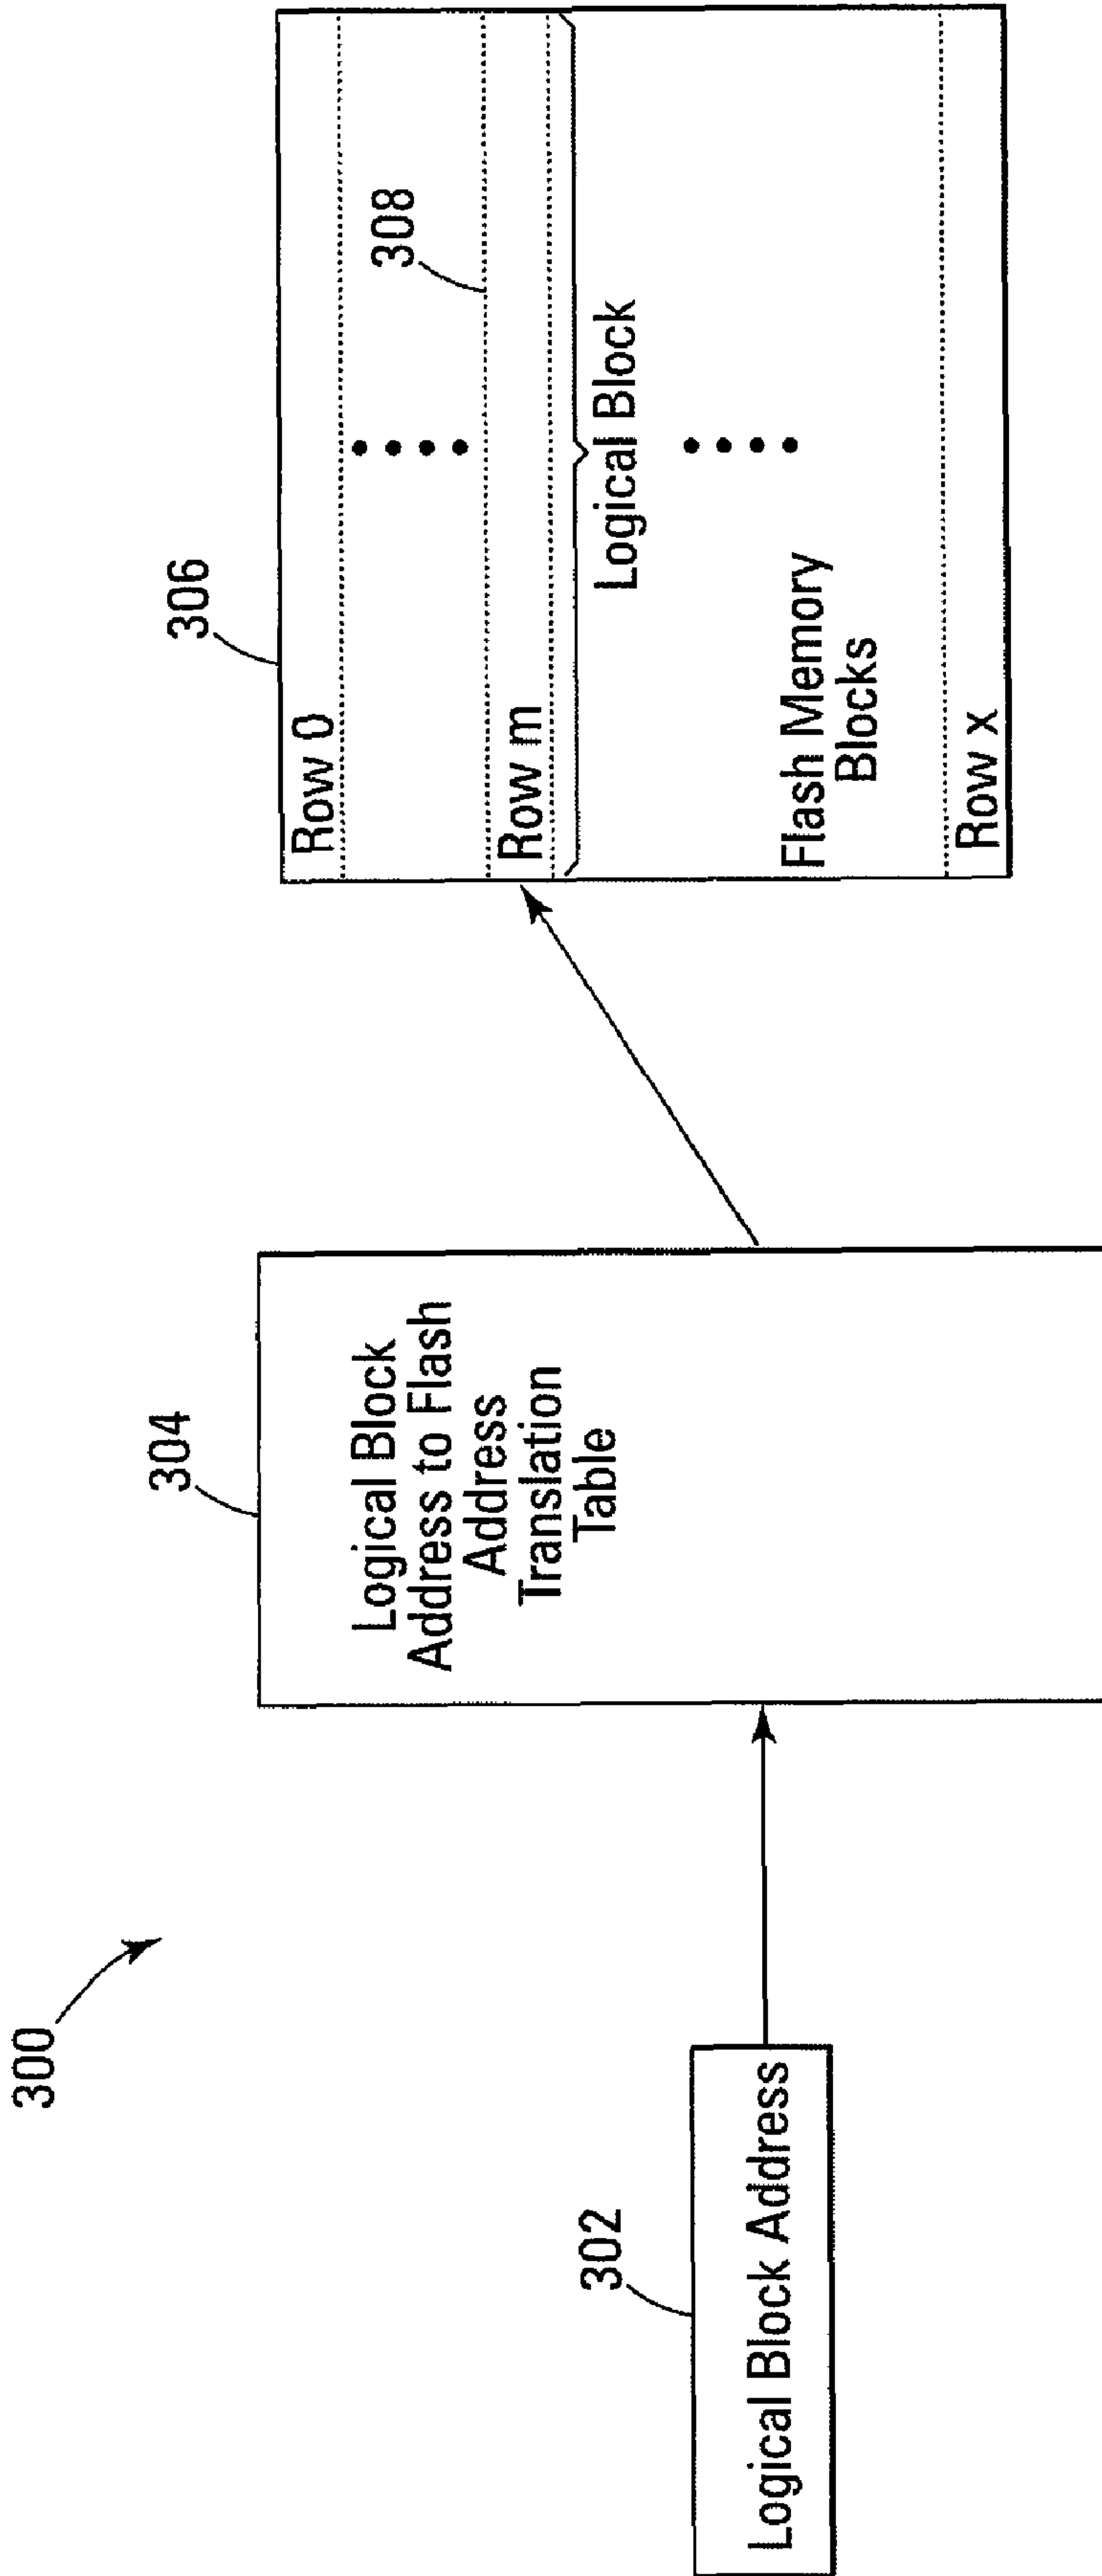 300
302
Logical Block Address
304
Logical Block
Address to Flash
Address
Translation
Table
306
Row 0
308
Row m
Logical Block
Flash Memory
Blocks
Row x